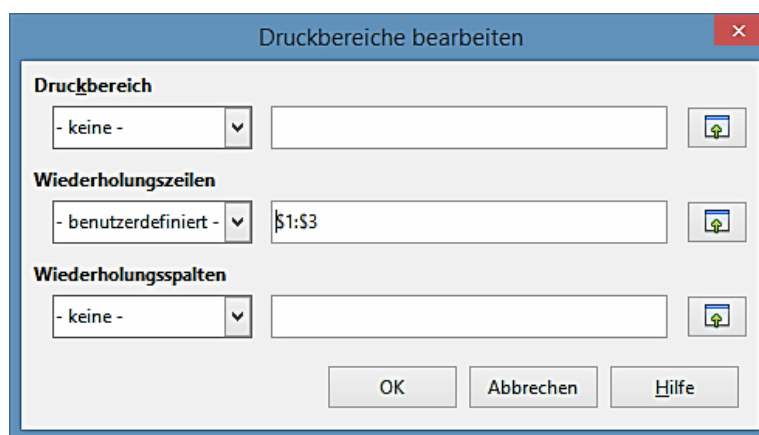 Druckbereiche bearbeiten
Druckbereich
- keine -
Wiederholungszeilen
- benutzerdefiniert - $1:$3
Wiederholungsspalten
- keine -
OK Abbrechen Hilfe